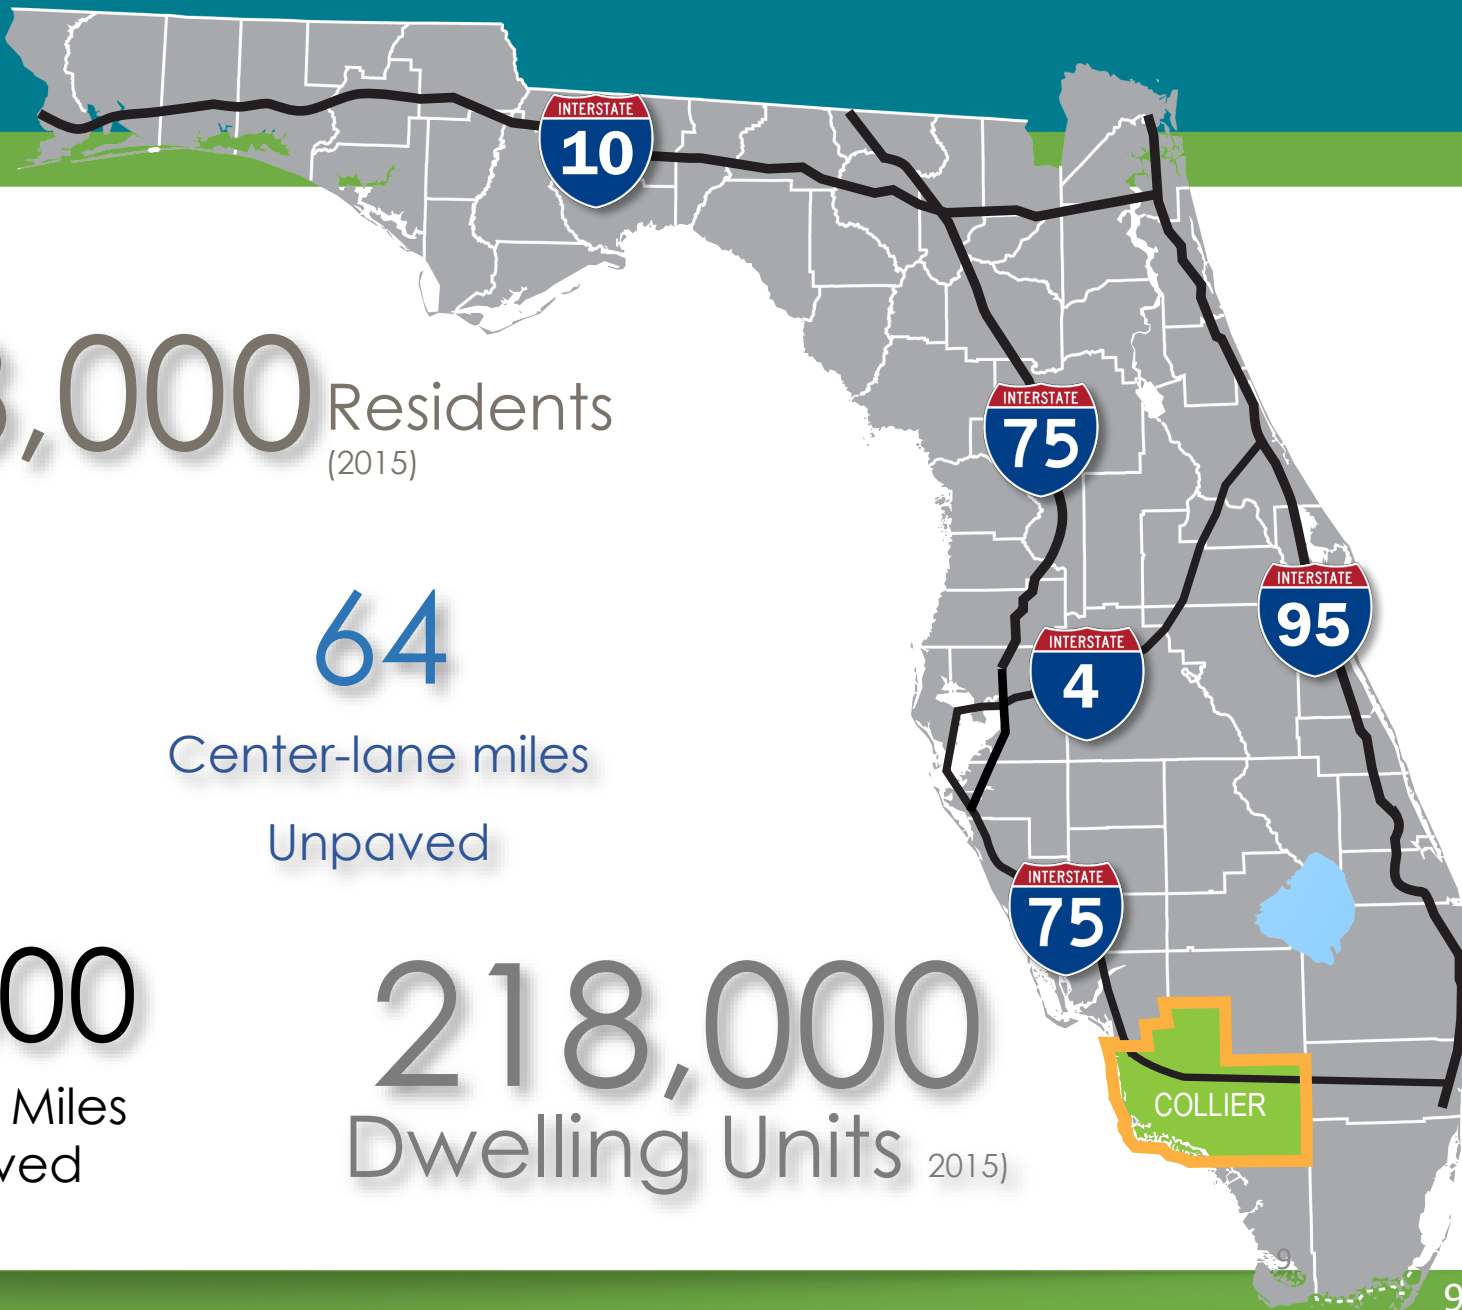 INTERSTATE
10
,000 Residents
(2015)
INTERSTATE
75
64
Center-lane miles
Unpaved
INTERSTATE
95
INTERSTATE
4
INTERSTATE
75
00
Miles
ved
218,000
Dwelling Units 2015)
COLLIER
9
9